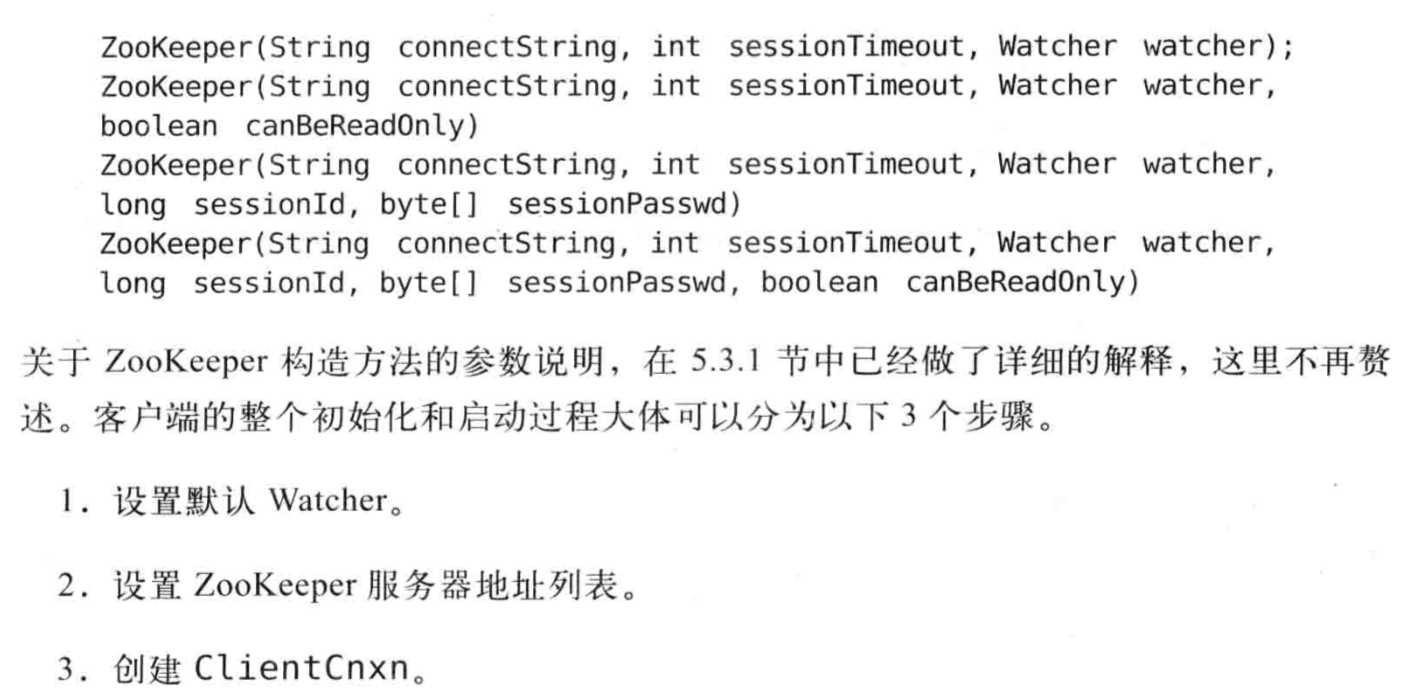 ZooKeeper(String connectString, int sessionTimeout, Watcher watcher);
ZooKeeper(String connectString, int sessionTimeout, Watcher watcher,
boolean canBeReadOnly)
ZooKeeper(String connectString, int sessionTimeout, Watcher watcher,
long sessionId, byte[] sessionPasswd)
ZooKeeper(String connectString, int sessionTimeout, Watcher watcher,
long sessionId, byte[] sessionPasswd, boolean canBeReadOnly)
关于 ZooKeeper 构造方法的参数说明，在 5.3.1 节中已经做了详细的解释，这里不再赘
述。客户端的整个初始化和启动过程大体可以分为以下 3 个步骤。
1. 设置默认 Watcher。
2. 设置 ZooKeeper 服务器地址列表。
3. 创建 ClientCnxn。